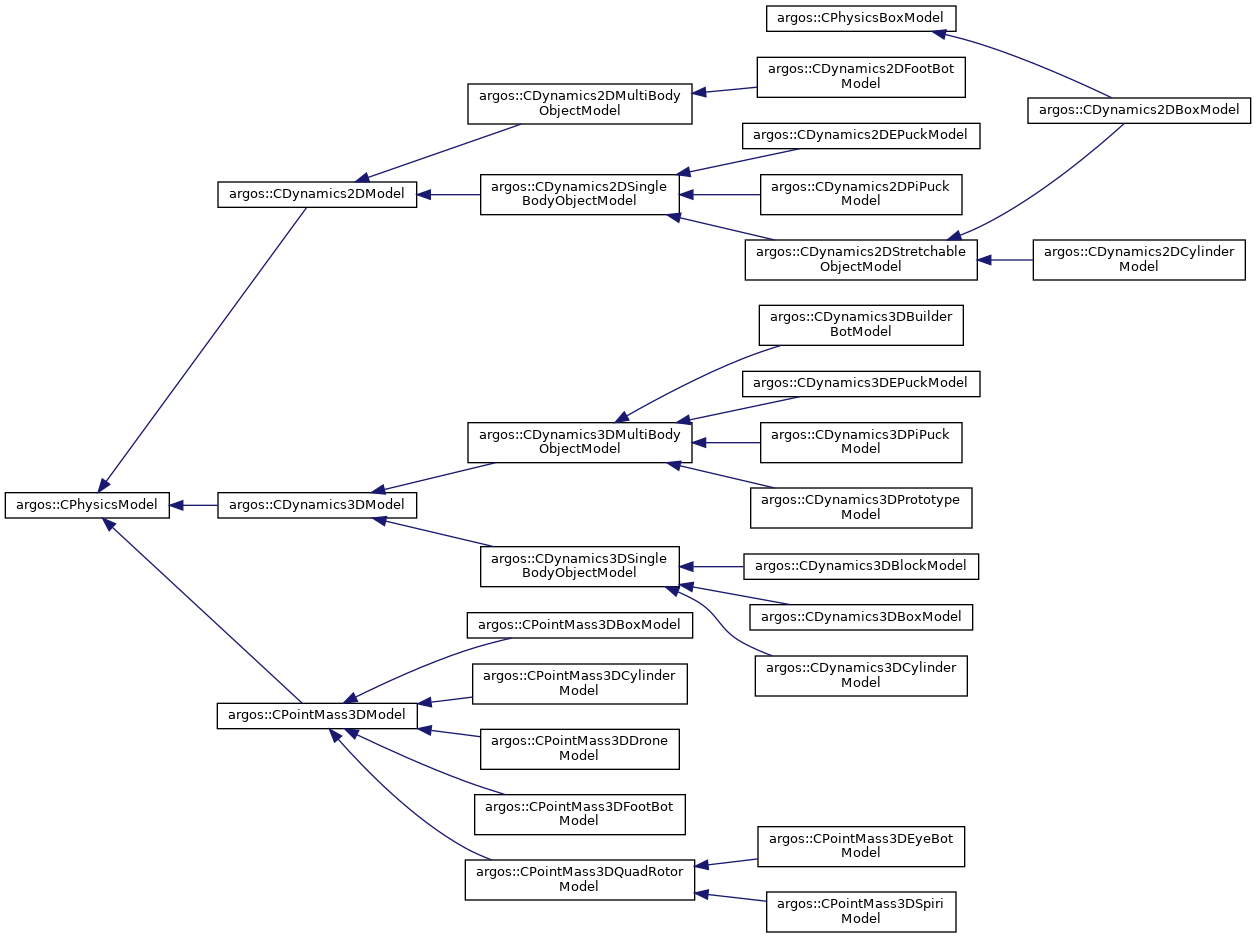 argos::CPhysicsBoxModel
argos::CDynamics2DFootBot
Model
argos::CDynamics2DMultiBody
ObjectModel
argos::CDynamics2DBoxModel
argos::CDynamics2DEPuckModel
argos::CDynamics2DModel
argos::CDynamics2DSingle
BodyObjectModel
argos::CDynamics2DPiPuck
Model
argos::CDynamics2DStretchable
ObjectModel
argos::CDynamics2DCylinder
Model
argos::CDynamics3DBuilder
BotModel
argos::CDynamics3DEPuckModel
argos::CDynamics3DMultiBody
ObjectModel
argos::CDynamics3DPiPuck
Model
argos::CDynamics3DPrototype
Model
argos::CPhysicsModel
argos::CDynamics3DModel
argos::CDynamics3DSingle
BodyObjectModel
argos::CDynamics3DBlockModel
argos::CDynamics3DBoxModel
argos::CDynamics3DCylinder
Model
argos::CPointMass3DBoxModel
argos::CPointMass3DCylinder
Model
argos::CPointMass3DModel
argos::CPointMass3DDrone
Model
argos::CPointMass3DFootBot
Model
argos::CPointMass3DQuadRotor
Model
argos::CPointMass3DEyeBot
Model
argos::CPointMass3DSpiri
Model